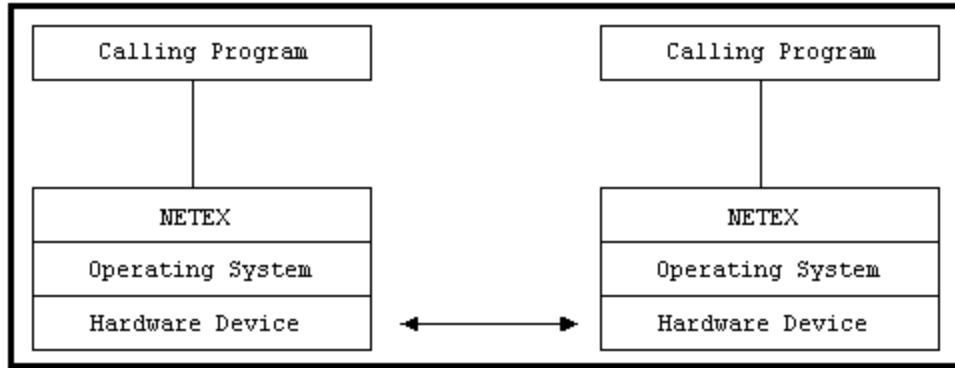 Calling Program
Calling Program
NETEX
NETEX
Operating System
Operating System
Hardware Device
Hardware Device